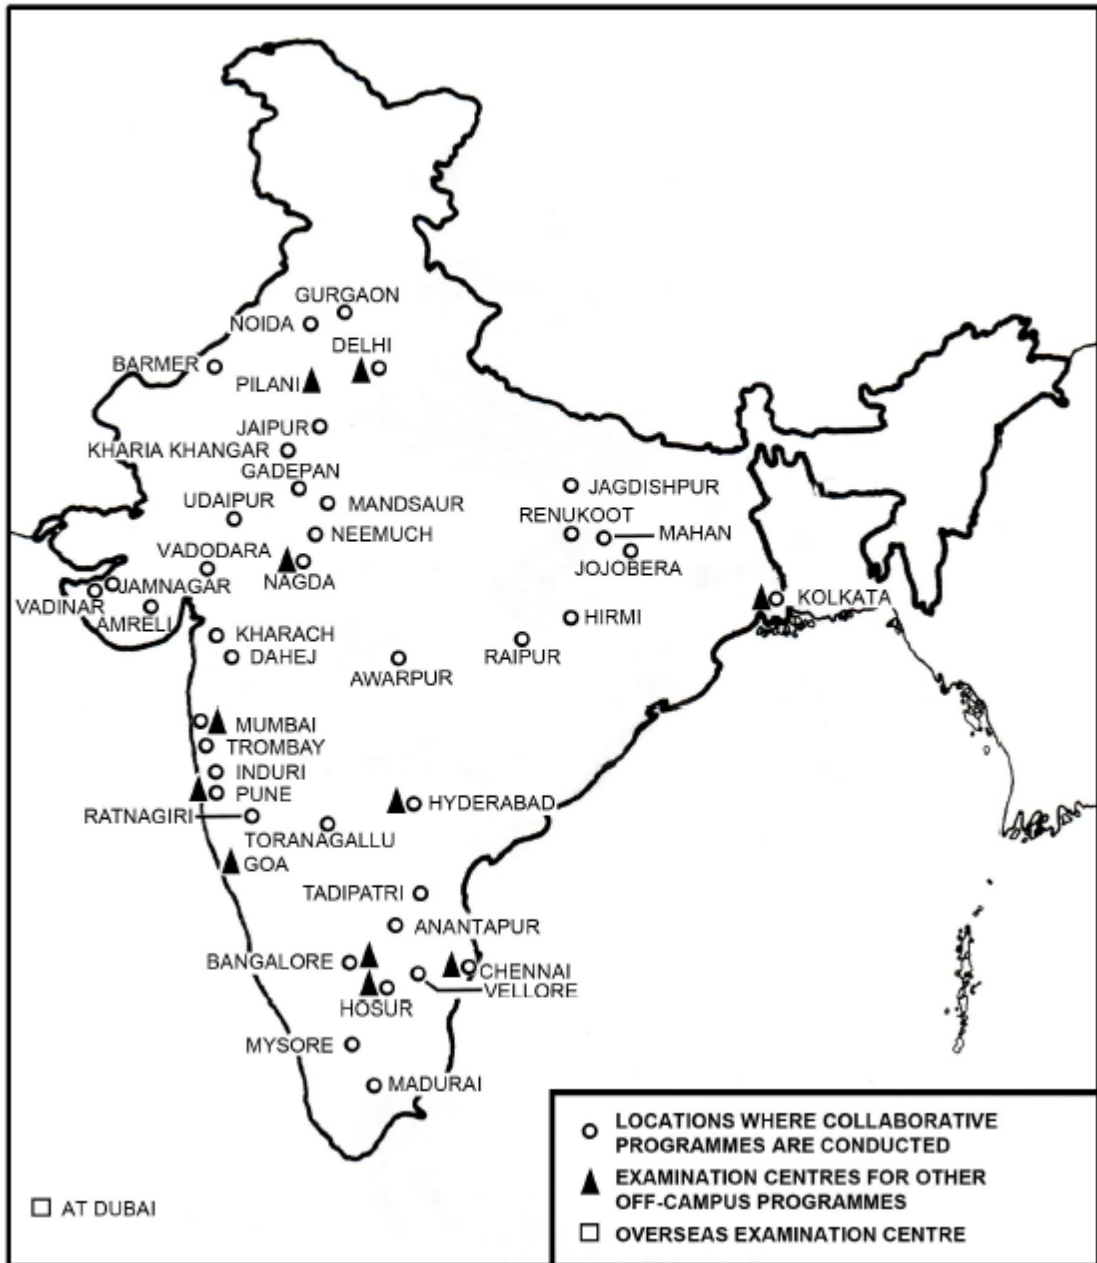 GURGAON
NOIDA
DELHI
BARMER
PILANI
JAIPUR
KHARIA KHANGAR
GADEPAN
JAGDISHPUR
UDAIPUR
MANDSAUR
RENUKOOT
NEEMUCH
MAHAN
VADODARA
JOJOBERA
NAGDA
JAMNAGAR
VADINAR
KOLKATA
AMRELI
HIRMI
KHARACH
RAIPUR
DAHEJ
AWARPUR
MUMBAI
TROMBAY
INDURI
PUNE
HYDERABAD
RATNAGIRI
TORANAGALLU
GOA
TADIPATRI
ANANTAPUR
BANGALORE
CHENNAI
VELLORE
HOSUR
MYSORE
MADURAI
LOCATIONS WHERE COLLABORATIVE
PROGRAMMES ARE CONDUCTED
EXAMINATION CENTRES FOR OTHER
OFF-CAMPUS PROGRAMMES
OVERSEAS EXAMINATION CENTRE
AT DUBAI